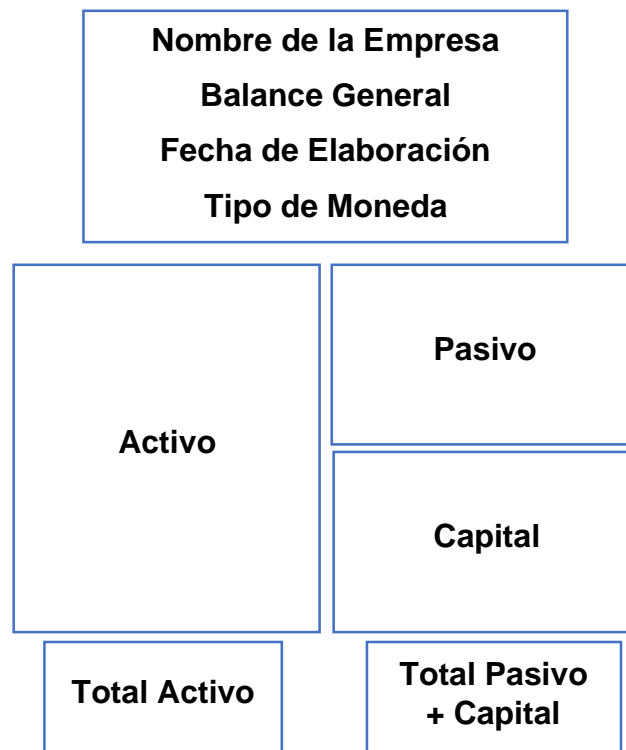 Nombre de la Empresa
Balance General
Fecha de Elaboración
Tipo de Moneda
Activo
Pasivo
Capital
Total Activo
Total Pasivo
+ Capital